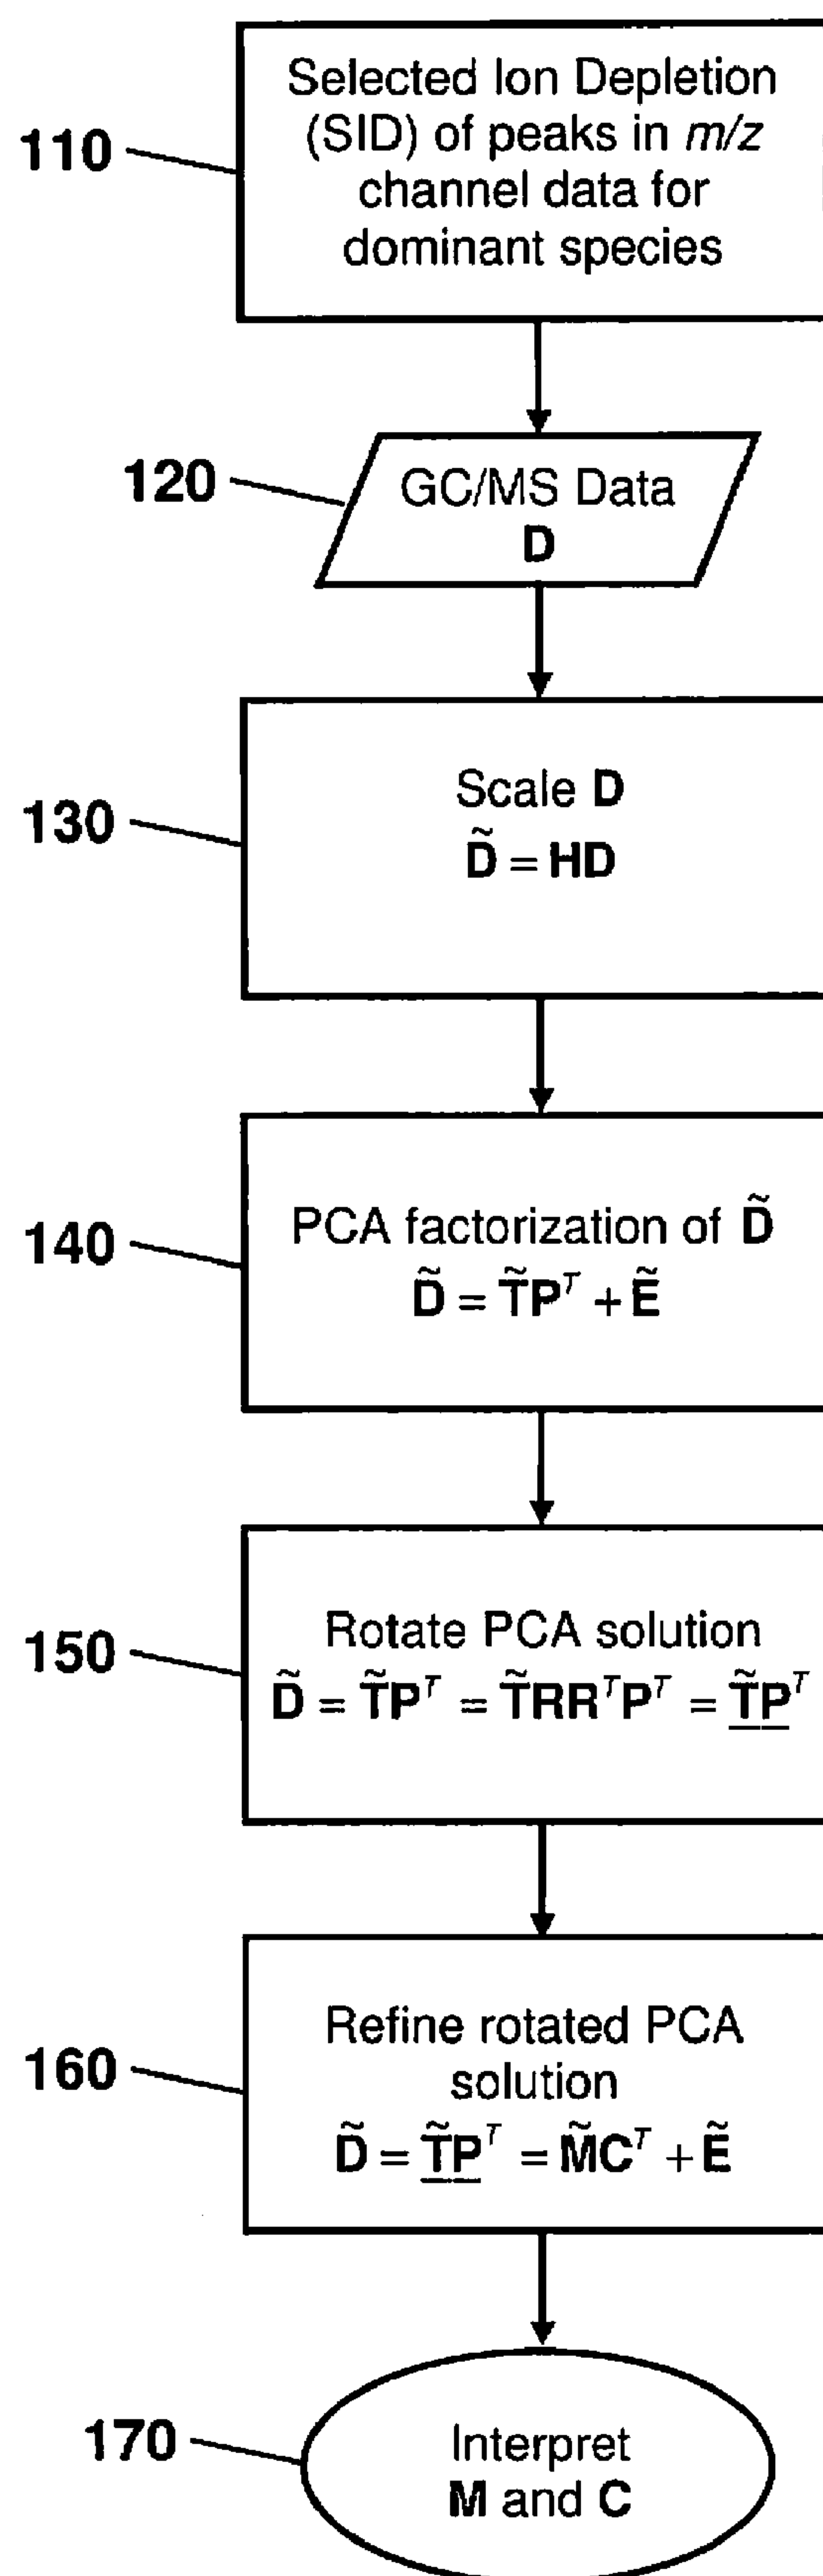 110
Selected Ion Depletion
(SID) of peaks in m/z
channel data for
dominant species
120
GC/MS Data
D
130
Scale D
D̃ = HD
140
PCA factorization of D̃
D̃ = T̃Pᵀ + Ẽ
150
Rotate PCA solution
D̃ = T̃Pᵀ = T̃RRᵀPᵀ = T̲̃P̲ᵀ
160
Refine rotated PCA
solution
D̃ = T̲̃P̲ᵀ = M̃Cᵀ + Ẽ
170
Interpret
M and C